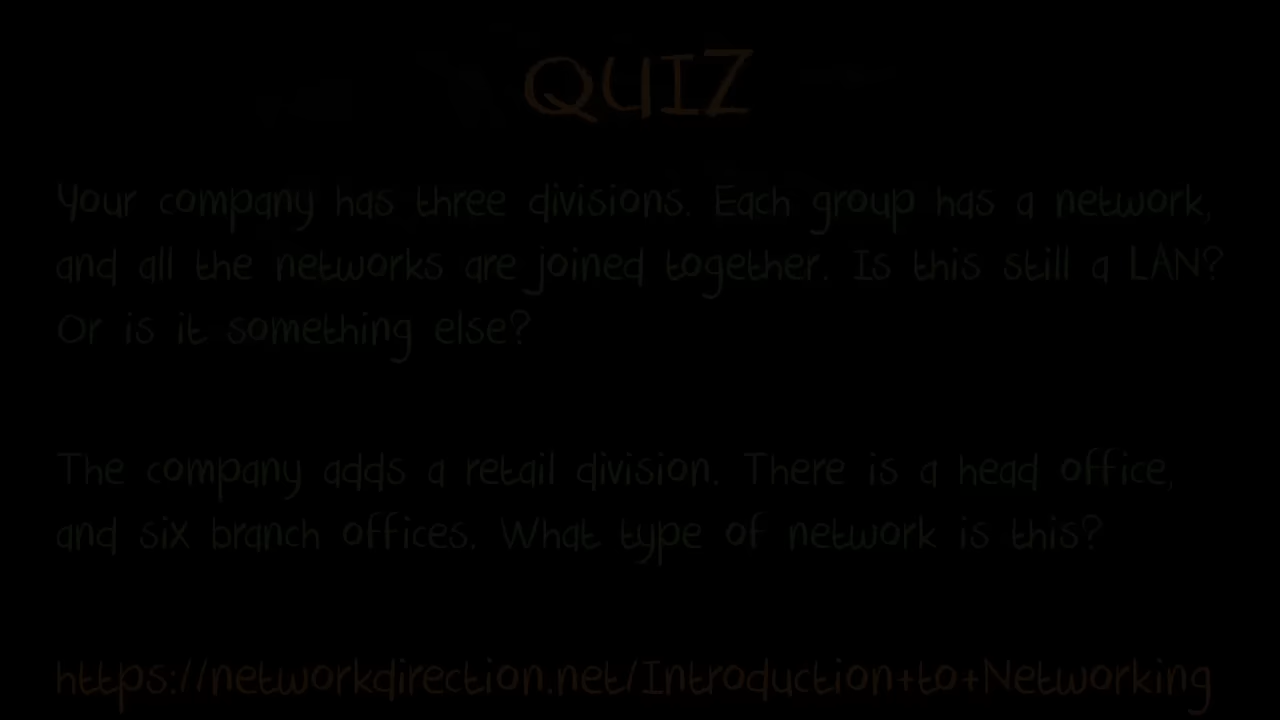 QUIZ
Your company has three divisions. Each group has a network,
and all the networks are joined together. Is this still a LAN?
Or is it something else?
The company adds a retail division. There is a head office,
and six branch offices. What type of network is this?
https://networkdirection.net/Introduction+to+Networking